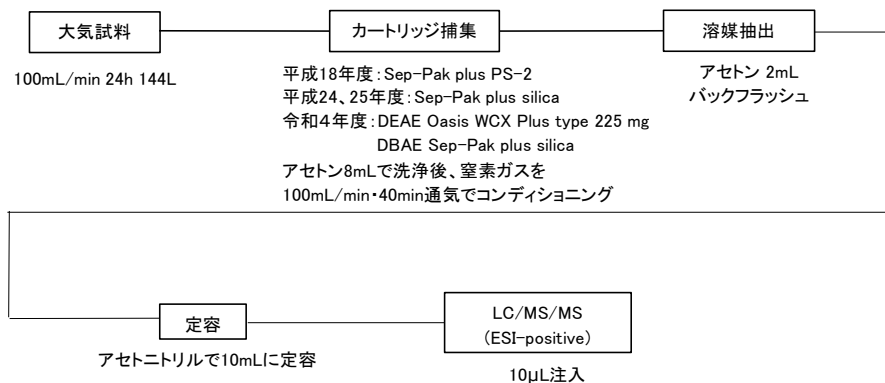 大気試料
カートリッジ捕集
溶媒抽出
100mL/min 24h 144L
平成18年度：Sep-Pak plus PS-2
平成24、25年度：Sep-Pak plus silica
令和４年度：DEAE Oasis WCX Plus type 225 mg
DBAE Sep-Pak plus silica
アセトン8mLで洗浄後、窒素ガスを
100mL/min・40min通気でコンディショニング
アセトン 2mL
バックフラッシュ
定容
アセトニトリルで10mLに定容
LC/MS/MS
(ESI-positive)
10μL注入